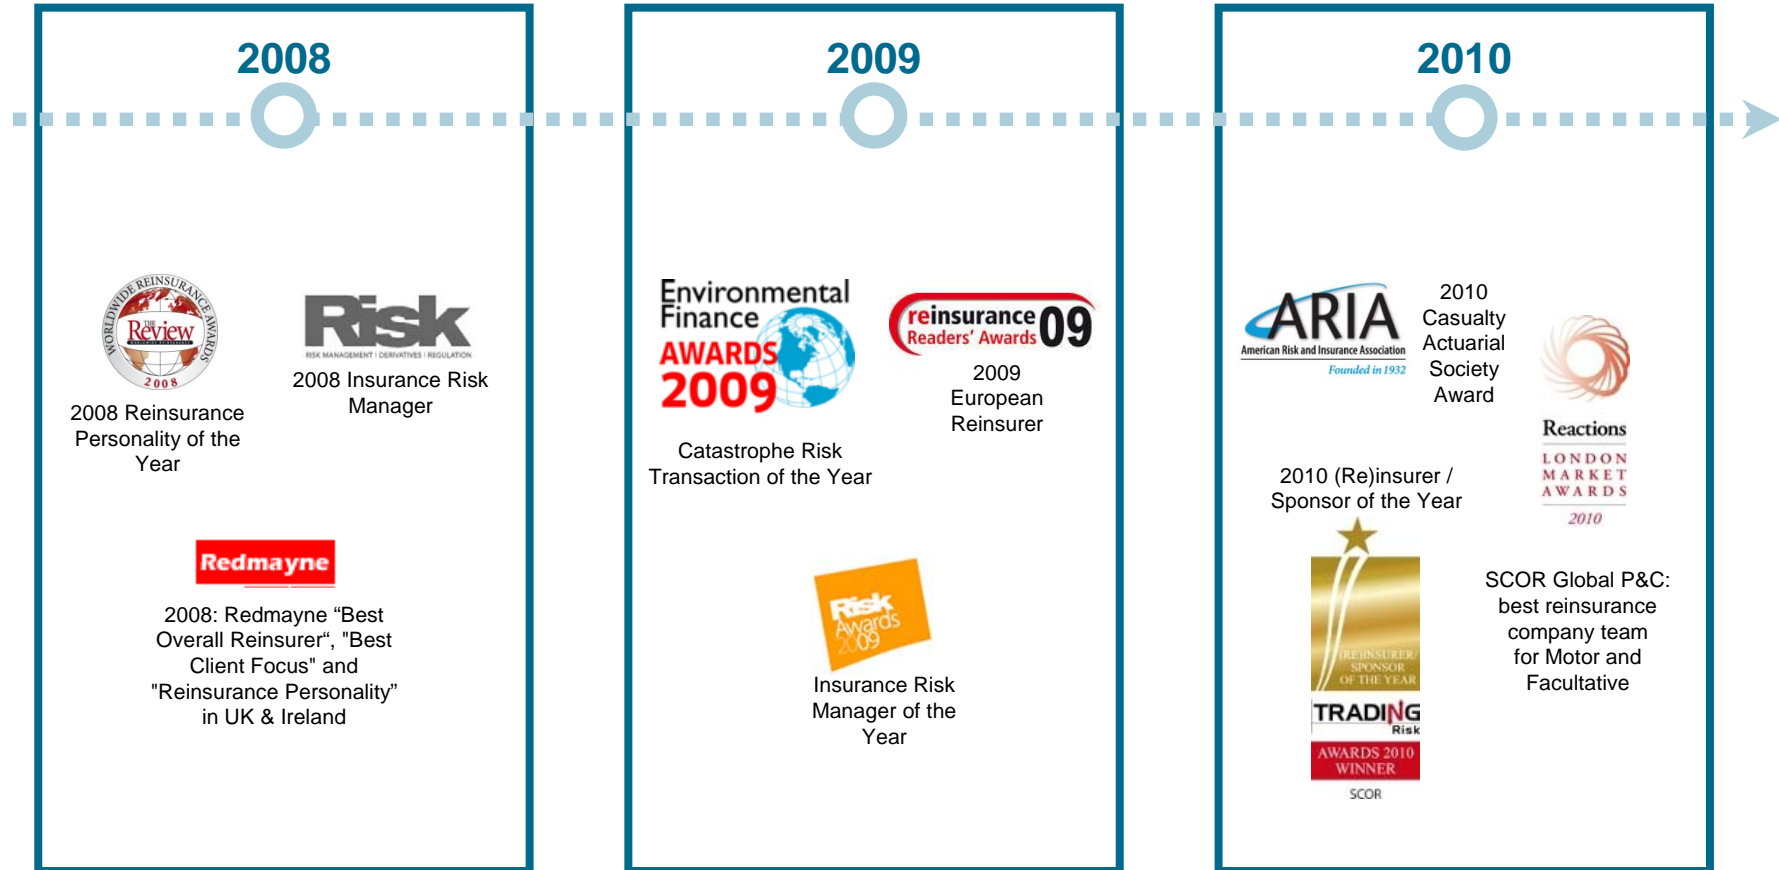 2008
2009
2010
WORLDWIDE REINSURANCE AWARDS
THE
Review
2008
2008 Reinsurance
Personality of the
Year
Risk
RISK MANAGEMENT | DERIVATIVES | REGULATION
2008 Insurance Risk
Manager
Redmayne
2008: Redmayne “Best
Overall Reinsurer“, "Best
Client Focus" and
"Reinsurance Personality”
in UK & Ireland
Environmental
Finance
AWARDS
2009
Catastrophe Risk
Transaction of the Year
reinsurance
Readers’ Awards 09
2009
European
Reinsurer
Risk
Awards
2009
Insurance Risk
Manager of the
Year
ARIA
American Risk and Insurance Association
Founded in 1932
2010
Casualty
Actuarial
Society
Award
2010 (Re)insurer /
Sponsor of the Year
(RE)INSURER/
SPONSOR
OF THE YEAR
TRADING
Risk
AWARDS 2010
WINNER
SCOR
Reactions
LONDON
MARKET
AWARDS
2010
SCOR Global P&C:
best reinsurance
company team
for Motor and
Facultative